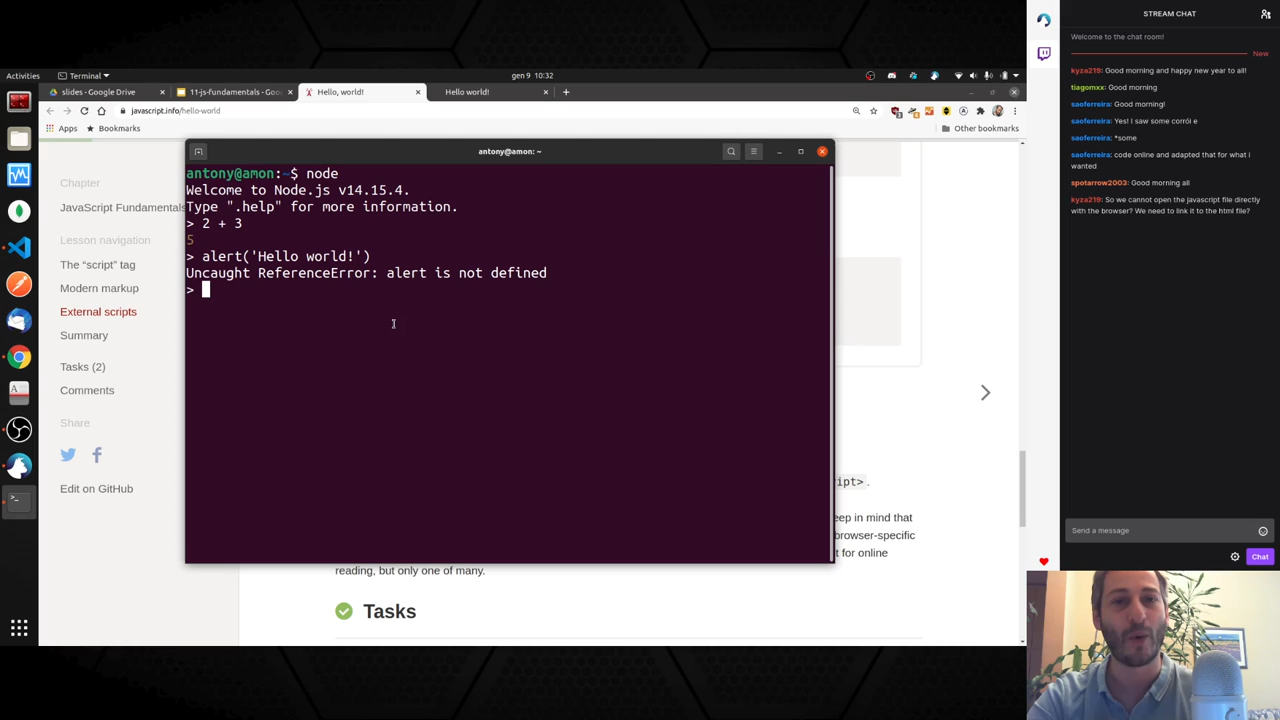 STREAM CHAT
Welcome to the chat room!
New
kyza219: Good morning and happy new year to all!
tiagomxx: Good morning
saoferreira: Good morning!
saoferreira: Yes! I saw some corrói e
saoferreira: *some
saoferreira: code online and adapted that for what i
wanted
spotarrow2003: Good morning all
kyza219: So we cannot open the javascript file directly
with the browser? We need to link it to the html file?
Send a message
Chat
Activities
Terminal
gen 9 10:32
slides - Google Drive
11-js-fundamentals - Goo
Hello, world!
Hello world!
javascript.info/hello-world
Apps
Bookmarks
Other bookmarks
Chapter
JavaScript Fundamentals
Lesson navigation
The “script” tag
Modern markup
External scripts
Summary
Tasks (2)
Comments
Share
Edit on GitHub
antony@amon: ~
antony@amon:~$ node
Welcome to Node.js v14.15.4.
Type ".help" for more information.
> 2 + 3
5
> alert('Hello world!')
Uncaught ReferenceError: alert is not defined
>
ipt>.
eep in mind that
browser-specific
t for online
reading, but only one of many.
Tasks